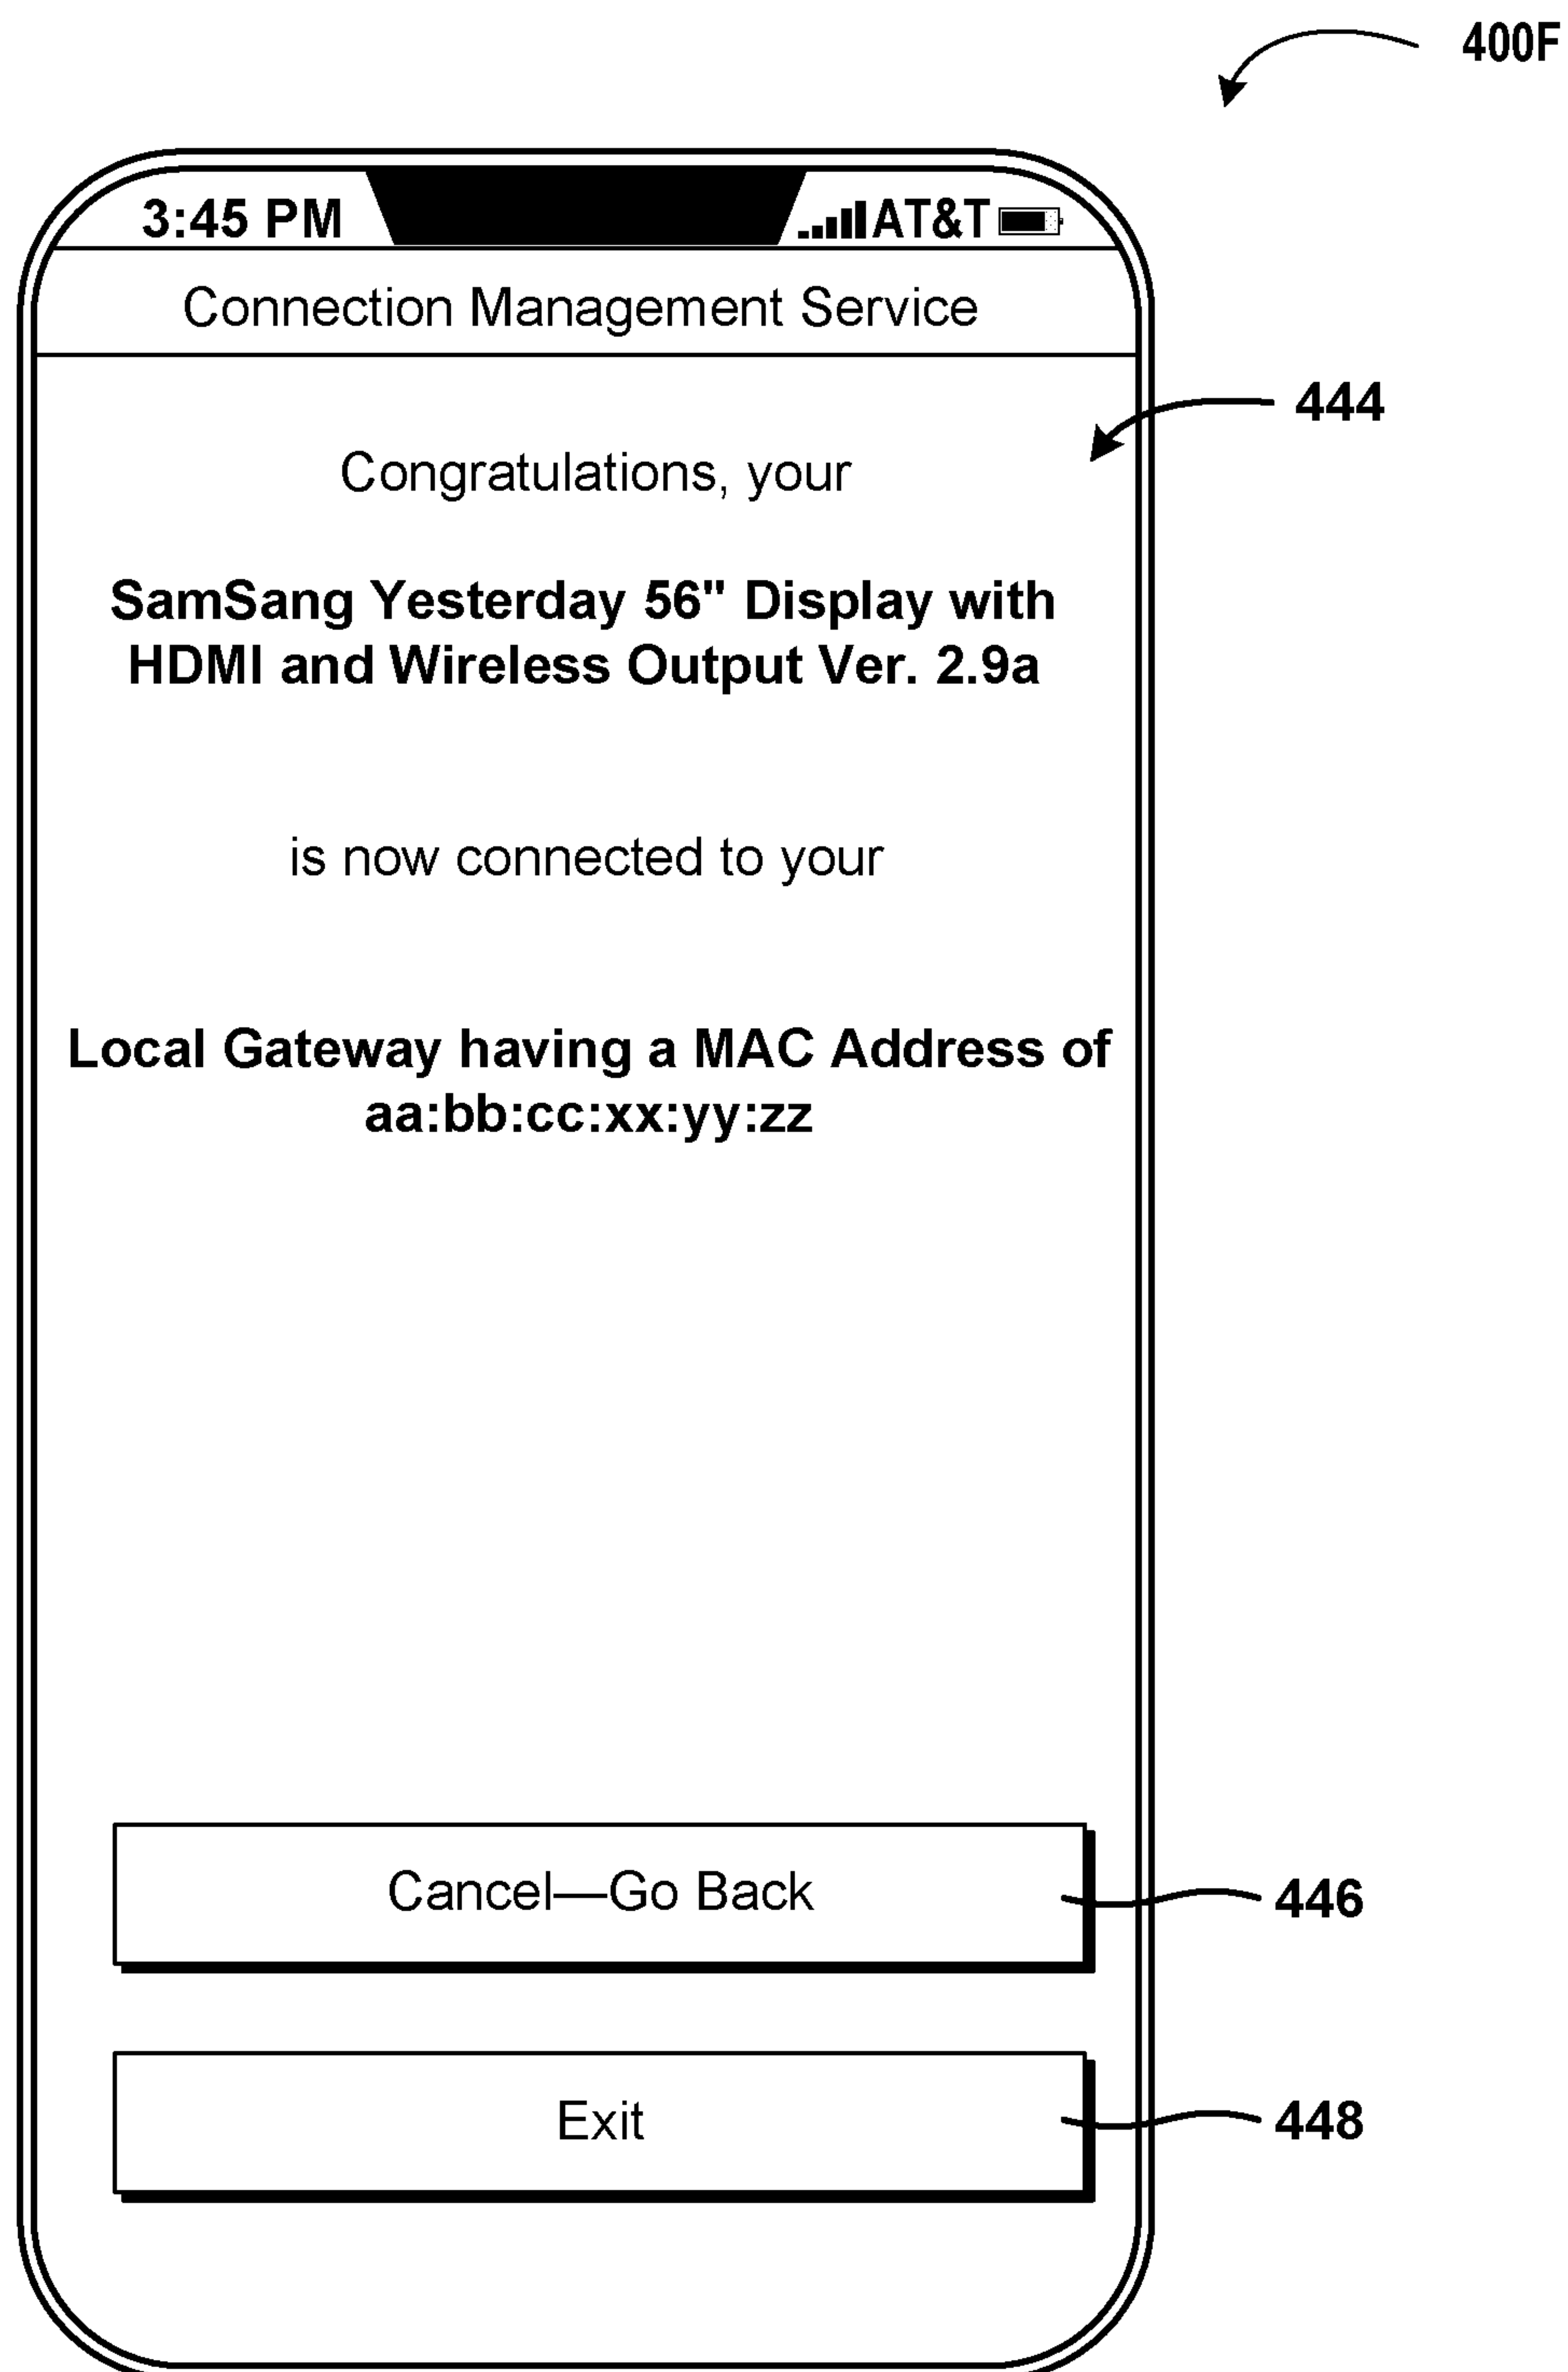 400F
3:45 PM AT&T
Connection Management Service
444
Congratulations, your
SamSang Yesterday 56" Display with
HDMI and Wireless Output Ver. 2.9a
is now connected to your
Local Gateway having a MAC Address of
aa:bb:cc:xx:yy:zz
Cancel—Go Back
446
Exit
448